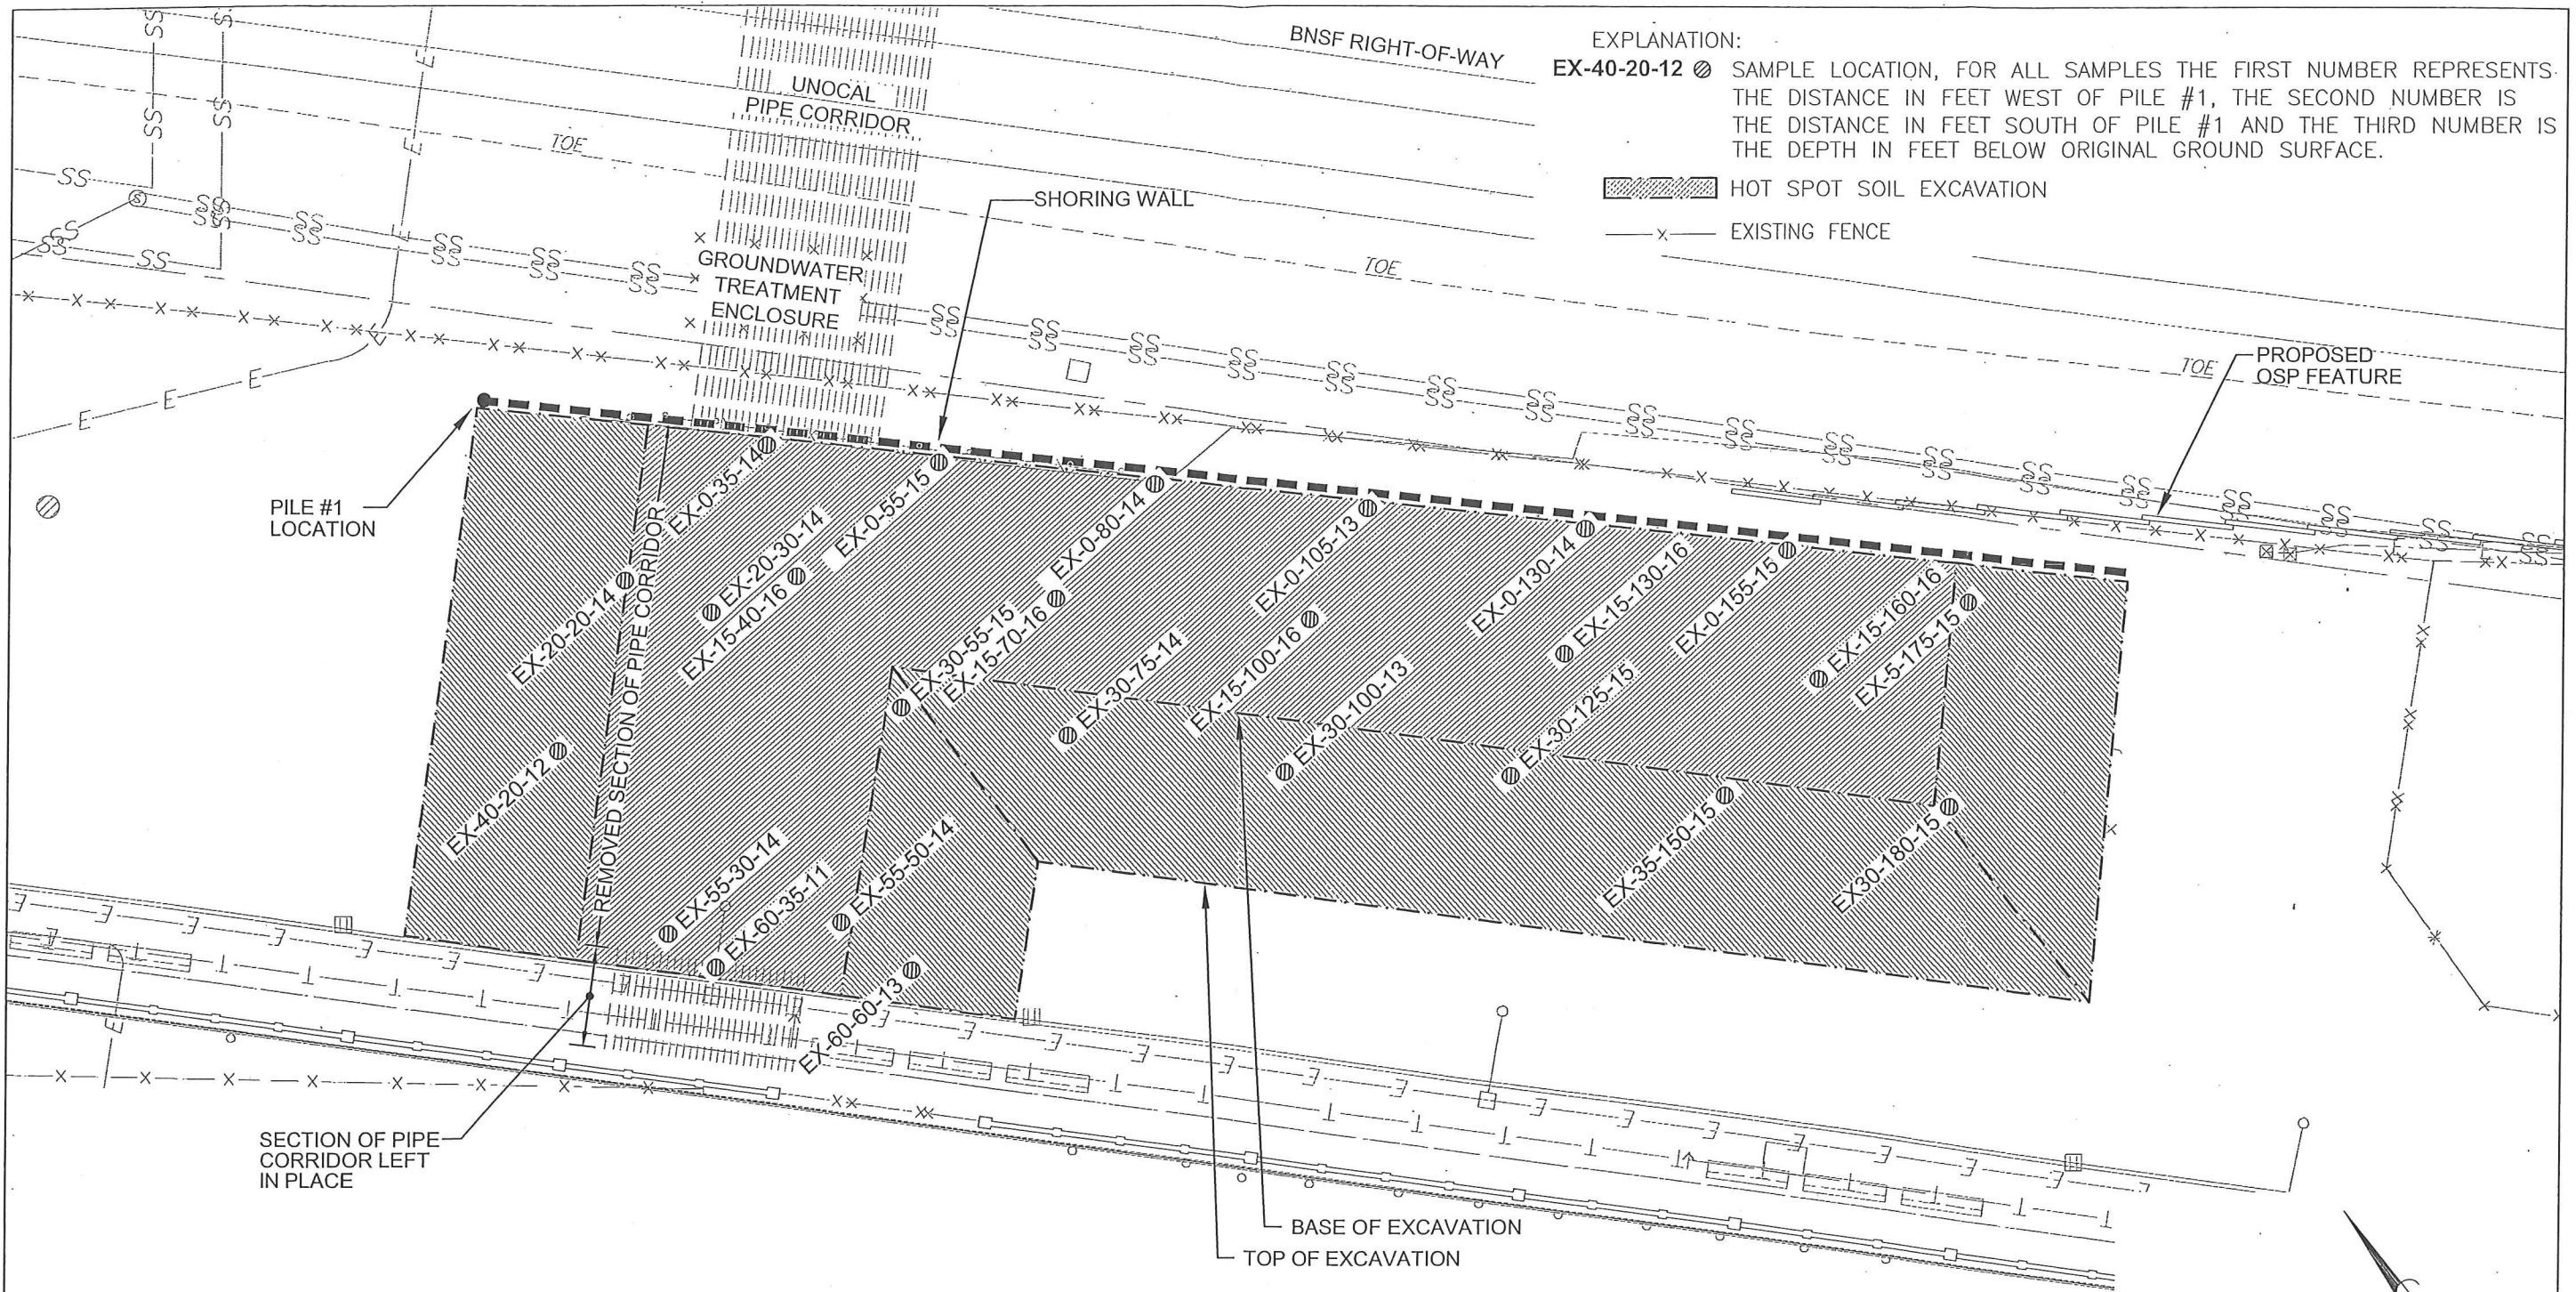 BNSF RIGHT-OF-WAY
EXPLANATION:
EX-40-20-12 SAMPLE LOCATION, FOR ALL SAMPLES THE FIRST NUMBER REPRESENTS
THE DISTANCE IN FEET WEST OF PILE #1, THE SECOND NUMBER IS
THE DISTANCE IN FEET SOUTH OF PILE #1 AND THE THIRD NUMBER IS
THE DEPTH IN FEET BELOW ORIGINAL GROUND SURFACE.
HOT SPOT SOIL EXCAVATION
EXISTING FENCE
UNOCAL
PIPE CORRIDOR
TOE
SHORING WALL
TOE
GROUNDWATER
TREATMENT
ENCLOSURE
TOE
PROPOSED
OSP FEATURE
PILE #1
LOCATION
REMOVED SECTION OF PIPE CORRIDOR
EX-0-35-14
EX-20-30-14
EX-0-55-15
EX-20-20-14
EX-15-40-16
EX-0-80-14
EX-30-55-15
EX-15-70-16
EX-30-75-14
EX-0-105-13
EX-15-100-16
EX-30-100-13
EX-0-130-14
EX-15-130-16
EX-30-125-15
EX-0-155-15
EX-15-160-16
EX-5-175-15
EX-40-20-12
EX-55-30-14
EX-60-35-11
EX-55-50-14
EX-60-60-13
EX-35-150-15
EX30-180-15
SECTION OF PIPE
CORRIDOR LEFT
IN PLACE
BASE OF EXCAVATION
TOP OF EXCAVATION